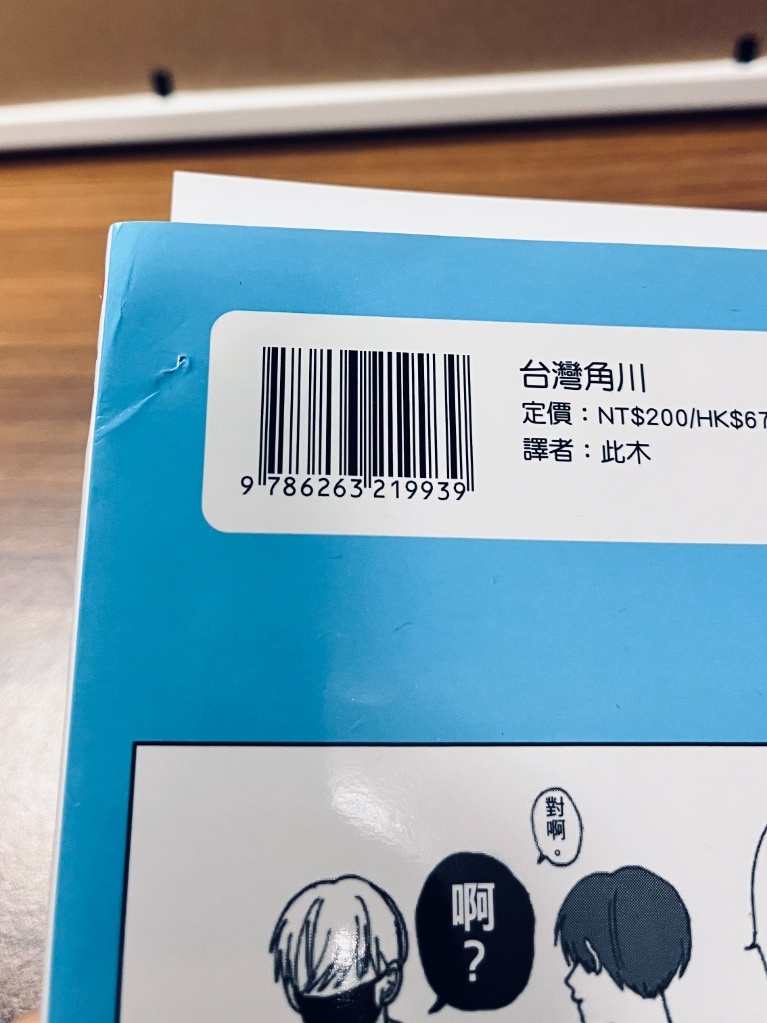 台灣角川
定價：NT$200/HK$67
譯者：此木
9 786263 219939
對啊。
啊？